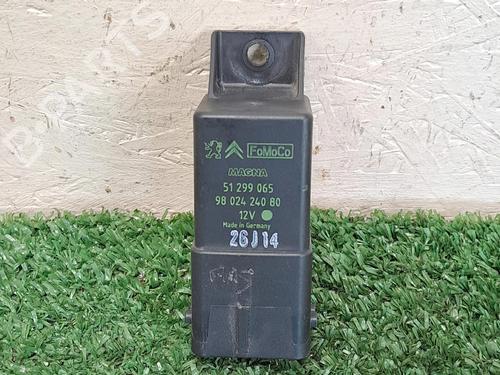 FoMoCo
MAGNA
51 299 065
98 024 240 80
12V
Made in Germany
26J14
B-PARTS